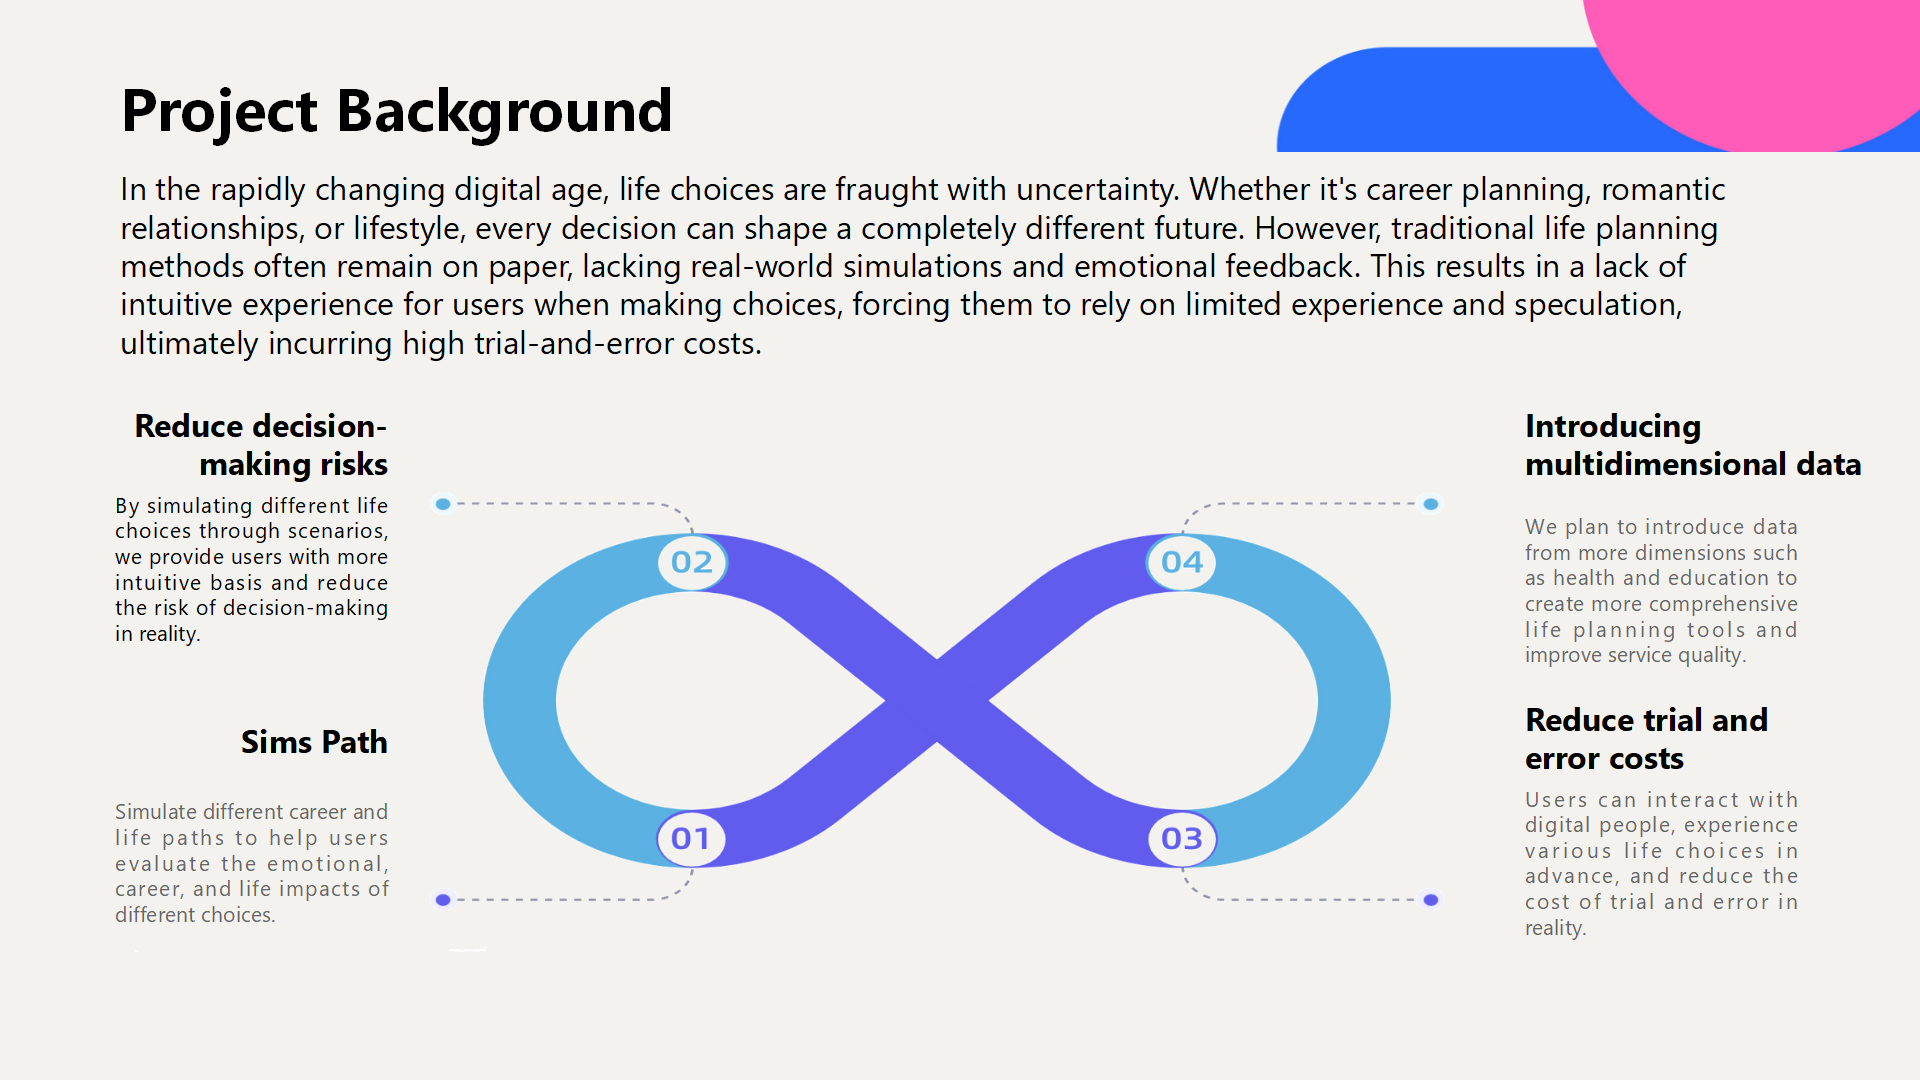 Project Background
In the rapidly changing digital age, life choices are fraught with uncertainty. Whether it's career planning, romantic
relationships, or lifestyle, every decision can shape a completely different future. However, traditional life planning
methods often remain on paper, lacking real-world simulations and emotional feedback. This results in a lack of
intuitive experience for users when making choices, forcing them to rely on limited experience and speculation,
ultimately incurring high trial-and-error costs.
Reduce decision-
making risks
By simulating different life
choices through scenarios,
we provide users with more
intuitive basis and reduce
the risk of decision-making
in reality.
Sims Path
Simulate different career and
life paths to help users
evaluate the emotional,
career, and life impacts of
different choices.
02
04
01
03
Introducing
multidimensional data
We plan to introduce data
from more dimensions such
as health and education to
create more comprehensive
life planning tools and
improve service quality.
Reduce trial and
error costs
Users can interact with
digital people, experience
various life choices in
advance, and reduce the
cost of trial and error in
reality.